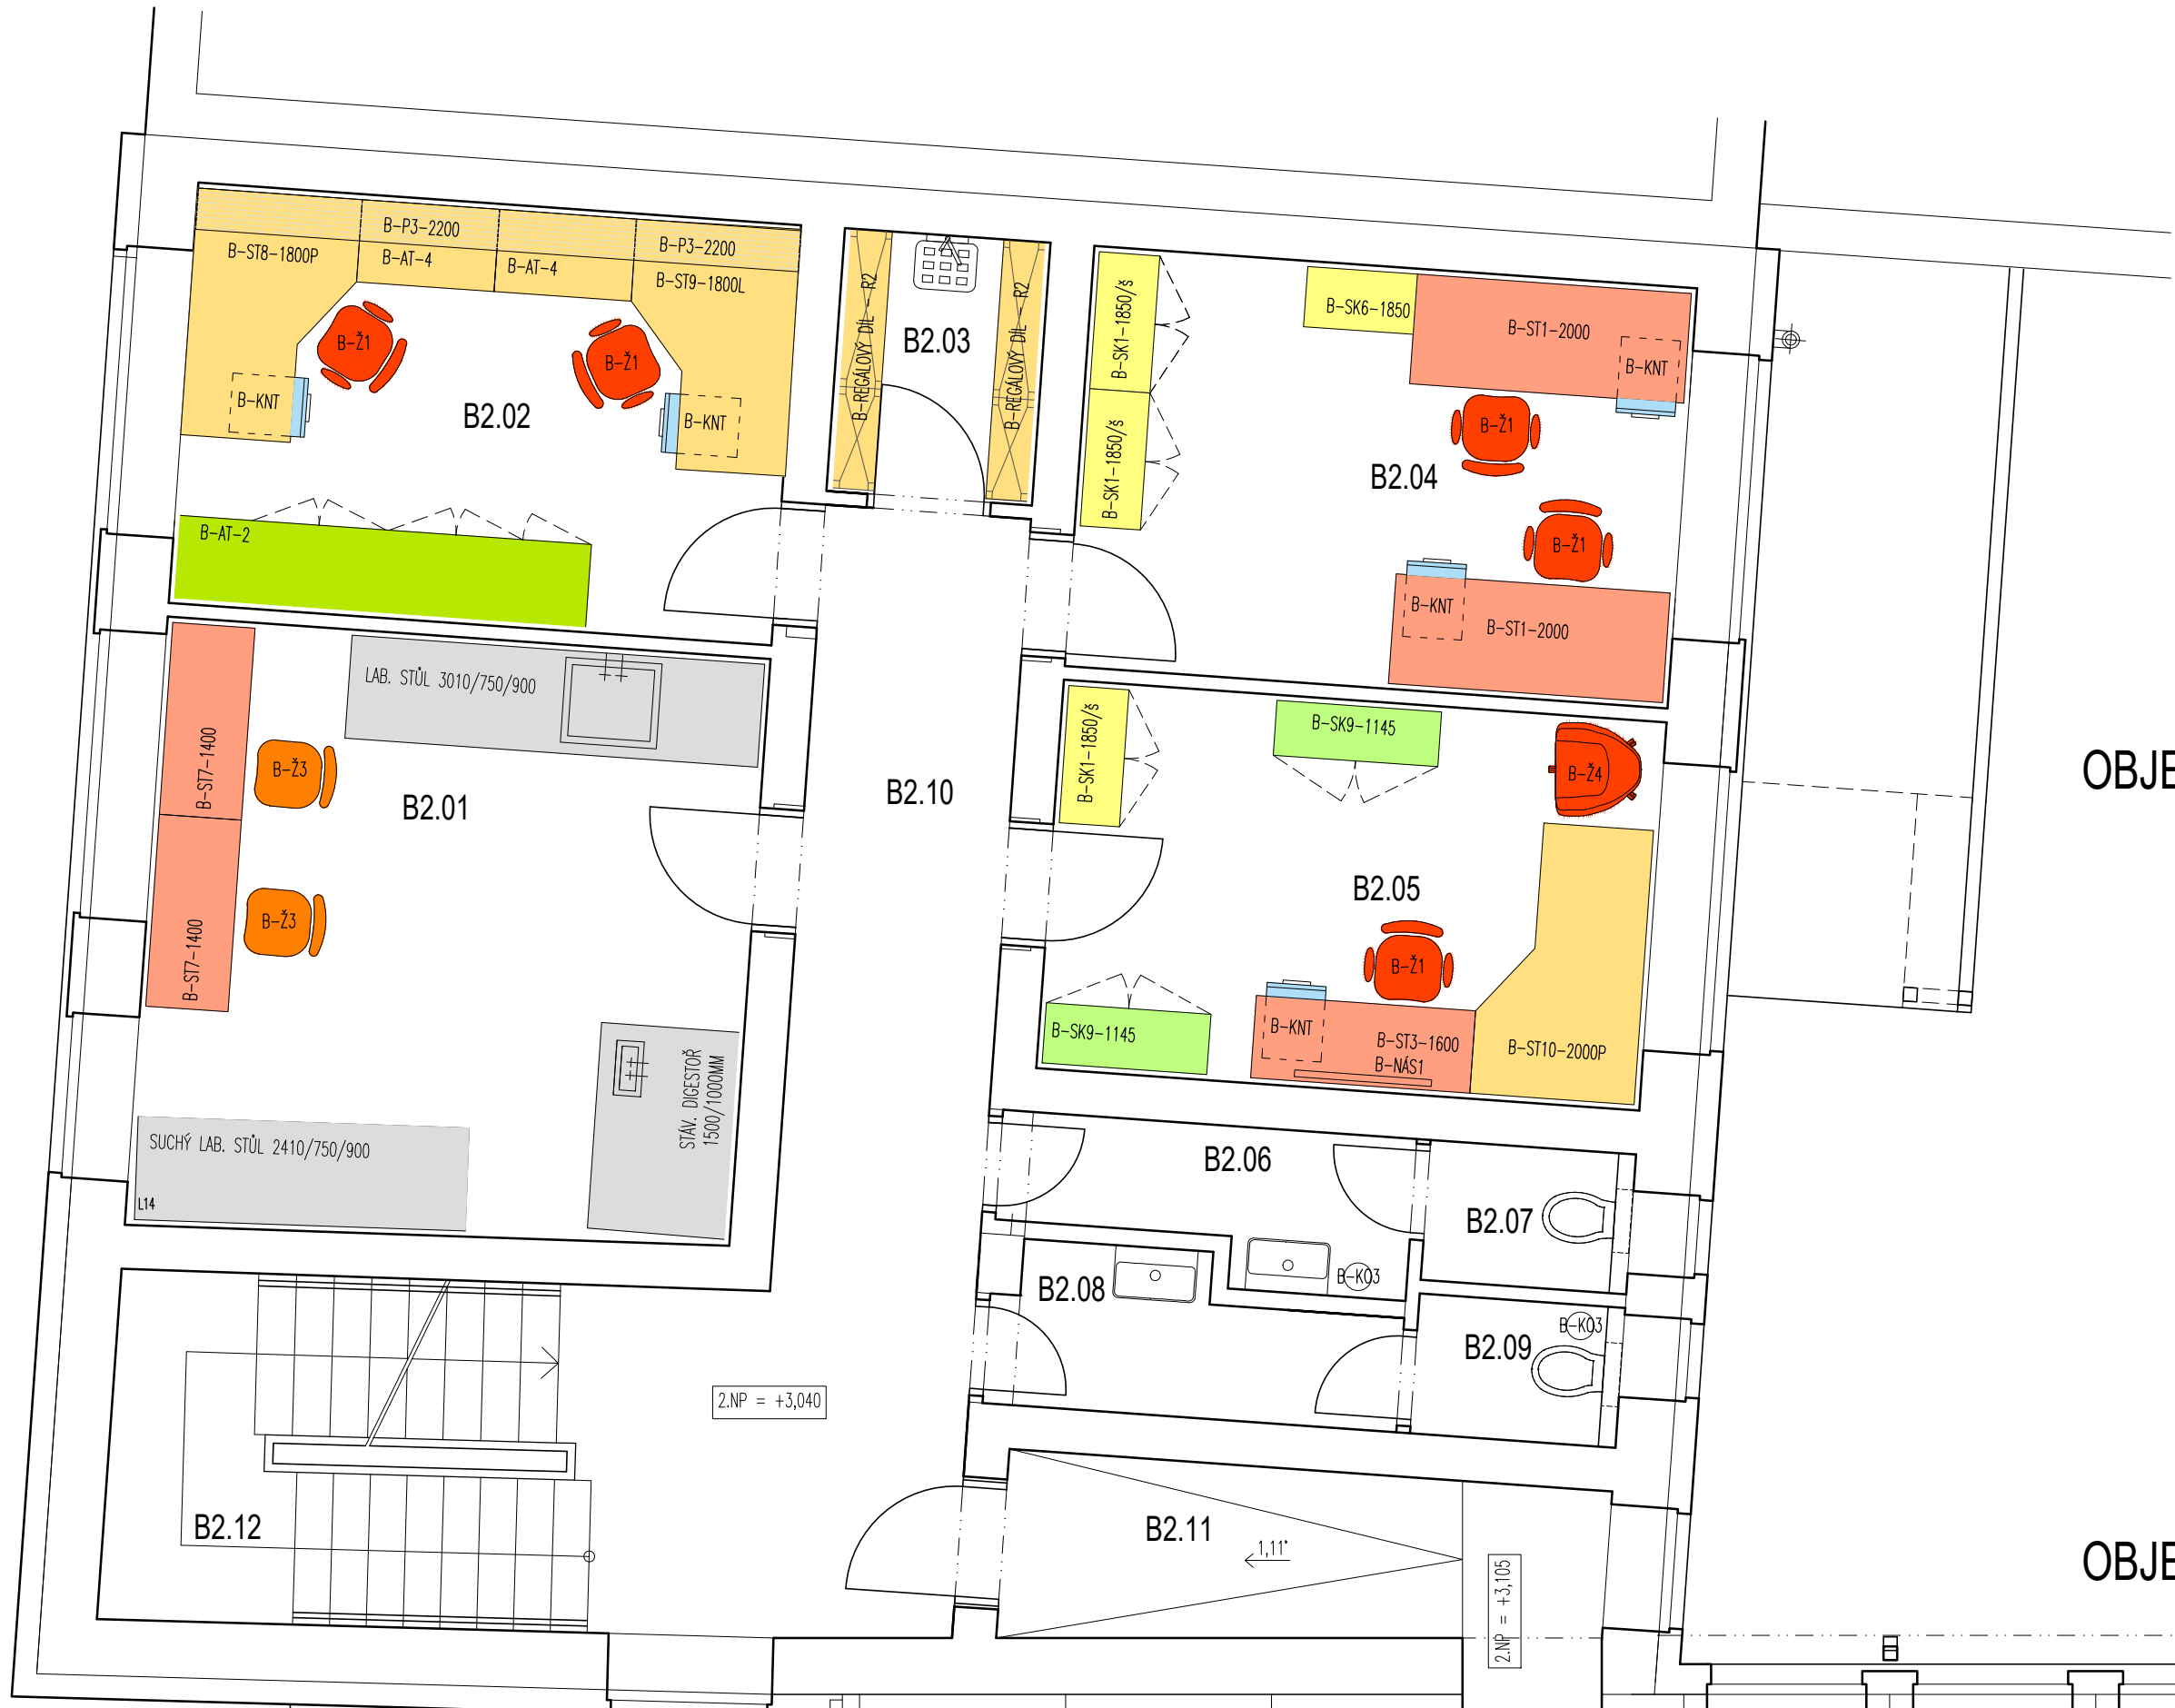 B-P3-2200
B-P3-2200
B-ST8-1800P
B-AT-4
B-AT-4
B-ST9-1800L
B-Ž1
B-Ž1
B-KNT
B-KNT
B2.02
B-AT-2
B-REGÁLOVÝ DÍL - R2
B2.03
B-REGÁLOVÝ DÍL - R2
B-SK1-1850/š
B-SK1-1850/š
B-SK6-1850
B-ST1-2000
B-KNT
B-Ž1
B2.04
B-Ž1
B-KNT
B-ST1-2000
B-ST7-1400
B-ST7-1400
LAB. STŮL 3010/750/900
B-Ž3
B2.01
B-Ž3
STÁV. DIGESTOŘ
1500/1000MM
SUCHÝ LAB. STŮL 2410/750/900
L14
B2.10
B-SK1-1850/š
B-SK9-1145
B-Ž4
B2.05
B-Ž1
B-SK9-1145
B-KNT
B-ST3-1600
B-NÁS1
B-ST10-2000P
OBJE
B2.06
B2.07
B-KO3
B2.08
B-KO3
B2.09
2.NP = +3,040
B2.12
B2.11
1,11°
2.NP = +3,105
OBJE